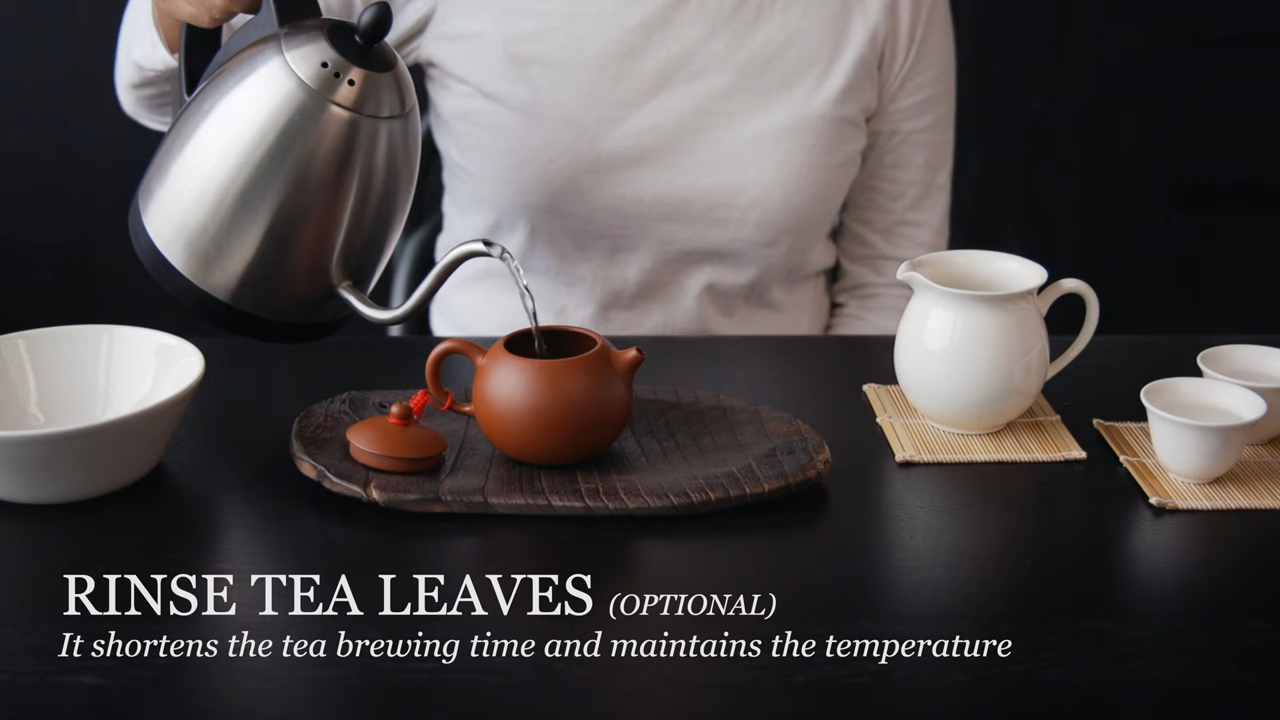 RINSE TEA LEAVES (OPTIONAL)
It shortens the tea brewing time and maintains the temperature